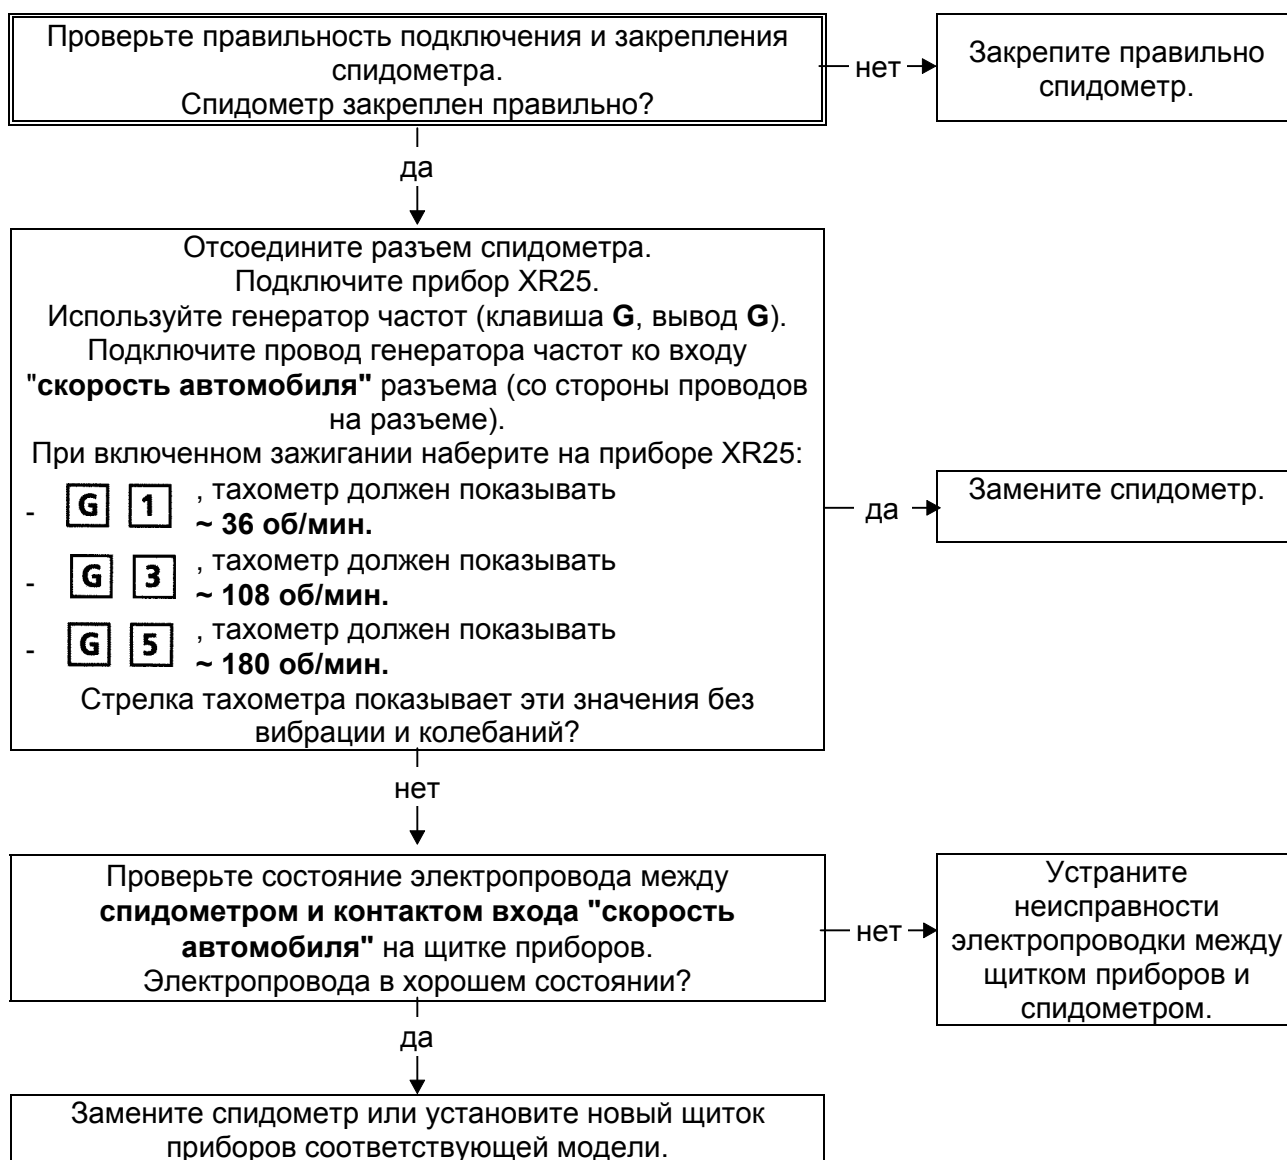 Проверьте правильность подключения и закрепления
спидометра.
Спидометр закреплен правильно?
нет
Закрепите правильно
спидометр.
да
Отсоедините разъем спидометра.
Подключите прибор XR25.
Используйте генератор частот (клавиша G, вывод G).
Подключите провод генератора частот ко входу
"скорость автомобиля" разъема (со стороны проводов
на разъеме).
При включенном зажигании наберите на приборе XR25:
- G 1 , тахометр должен показывать
~ 36 об/мин.
- G 3 , тахометр должен показывать
~ 108 об/мин.
- G 5 , тахометр должен показывать
~ 180 об/мин.
Стрелка тахометра показывает эти значения без
вибрации и колебаний?
да
Замените спидометр.
нет
Проверьте состояние электропровода между
спидометром и контактом входа "скорость
автомобиля" на щитке приборов.
Электропровода в хорошем состоянии?
нет
Устраните
неисправности
электропроводки между
щитком приборов и
спидометром.
да
Замените спидометр или установите новый щиток
приборов соответствующей модели.